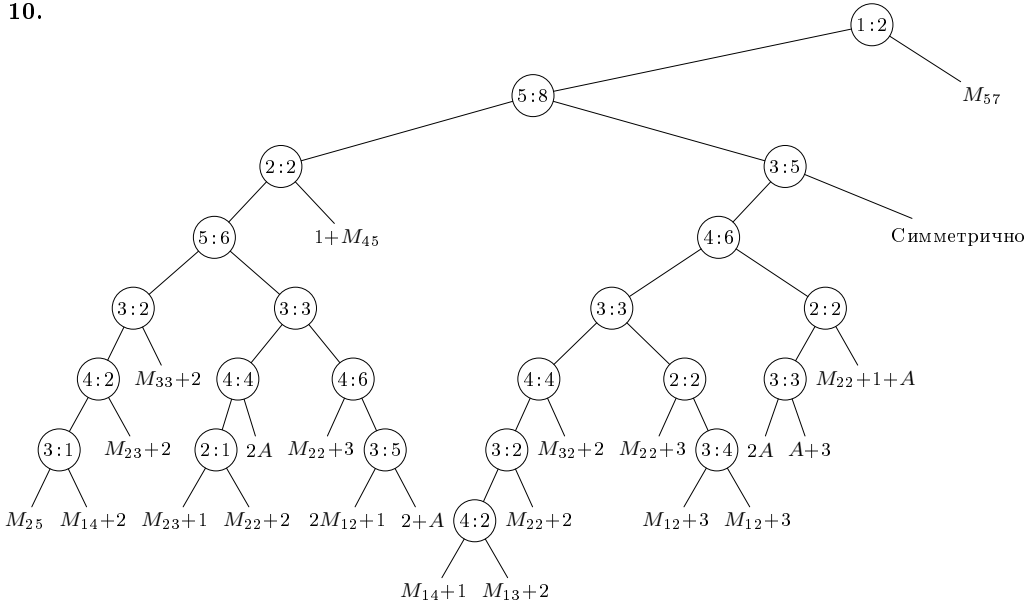 10.
1:2
5:8 M57
2:2 3:5
5:6 1+M45 4:6 Симметрично
3:2 3:3 3:3 2:2
4:2 M33+2 4:4 4:6 4:4 2:2 3:3 M22+1+A
3:1 M23+2 2:1 2A M22+3 3:5 3:2 M32+2 M22+3 3:4 2A A+3
M25 M14+2 M23+1 M22+2 2M12+1 2+A 4:2 M22+2 M12+3 M12+3
M14+1 M13+2